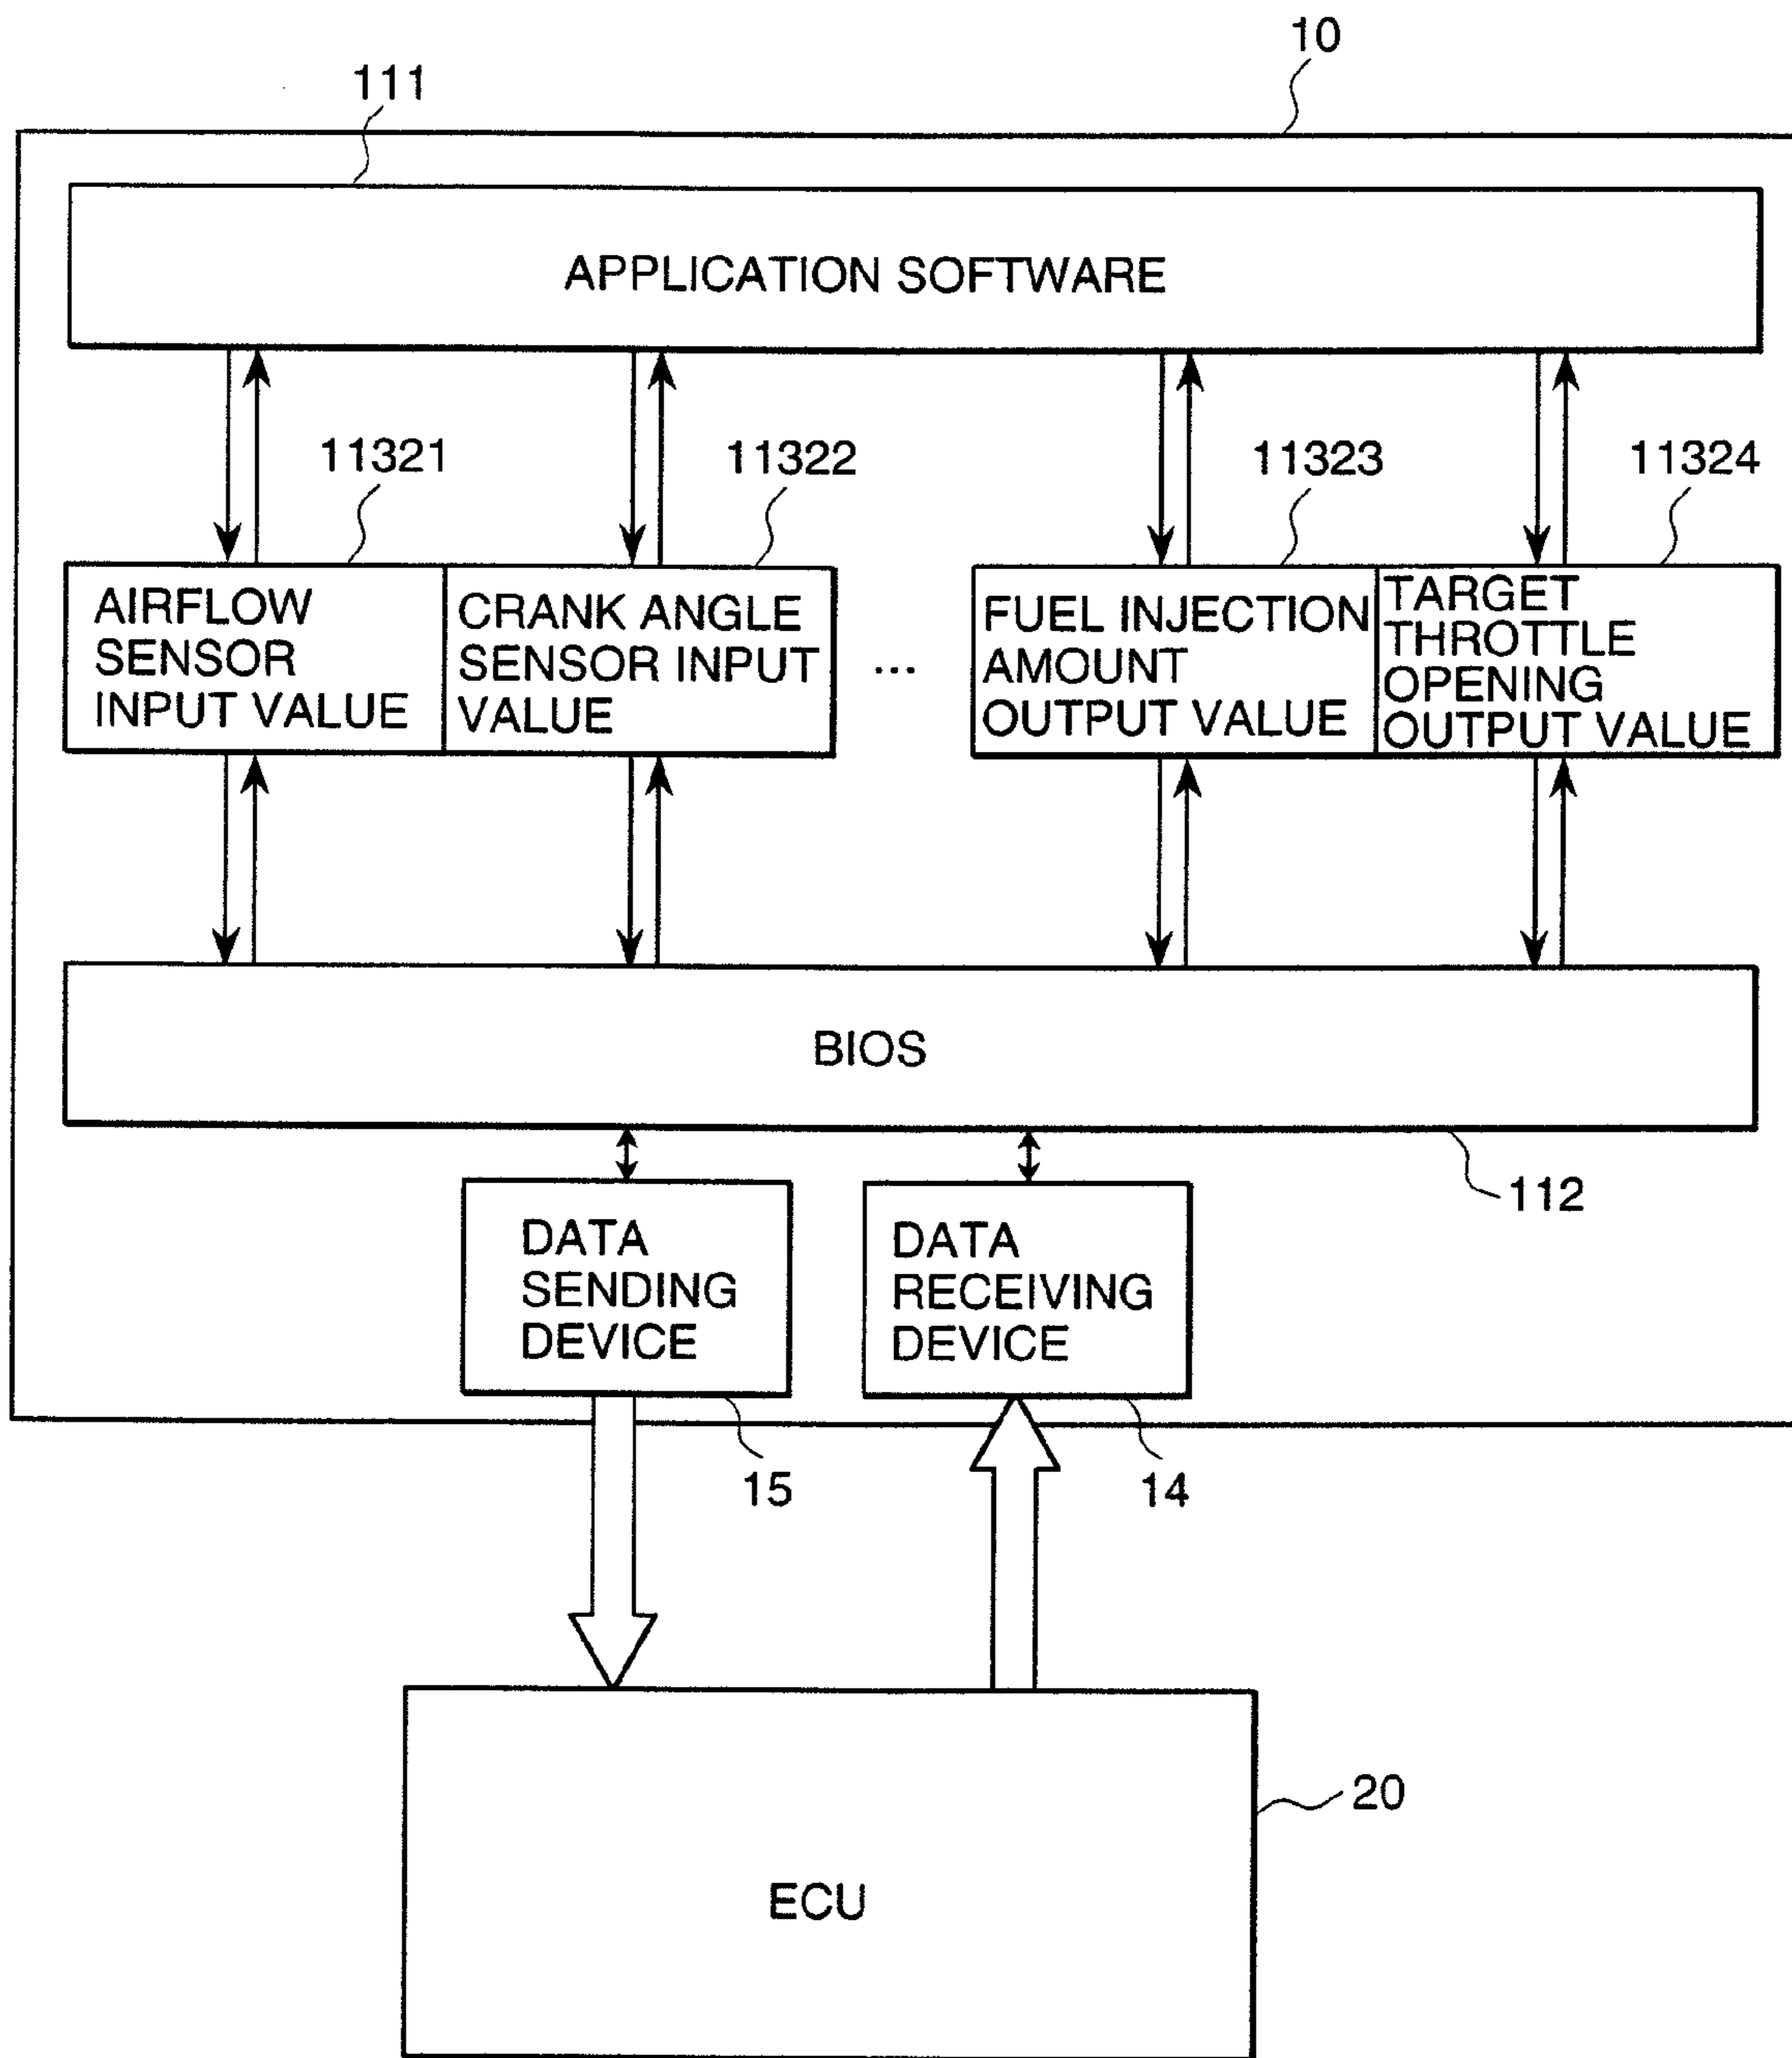 10
111
APPLICATION SOFTWARE
11321
11322
11323
11324
AIRFLOW
SENSOR
INPUT VALUE
CRANK ANGLE
SENSOR INPUT
VALUE
...
FUEL INJECTION
AMOUNT
OUTPUT VALUE
TARGET
THROTTLE
OPENING
OUTPUT VALUE
BIOS
112
DATA
SENDING
DEVICE
DATA
RECEIVING
DEVICE
15
14
20
ECU